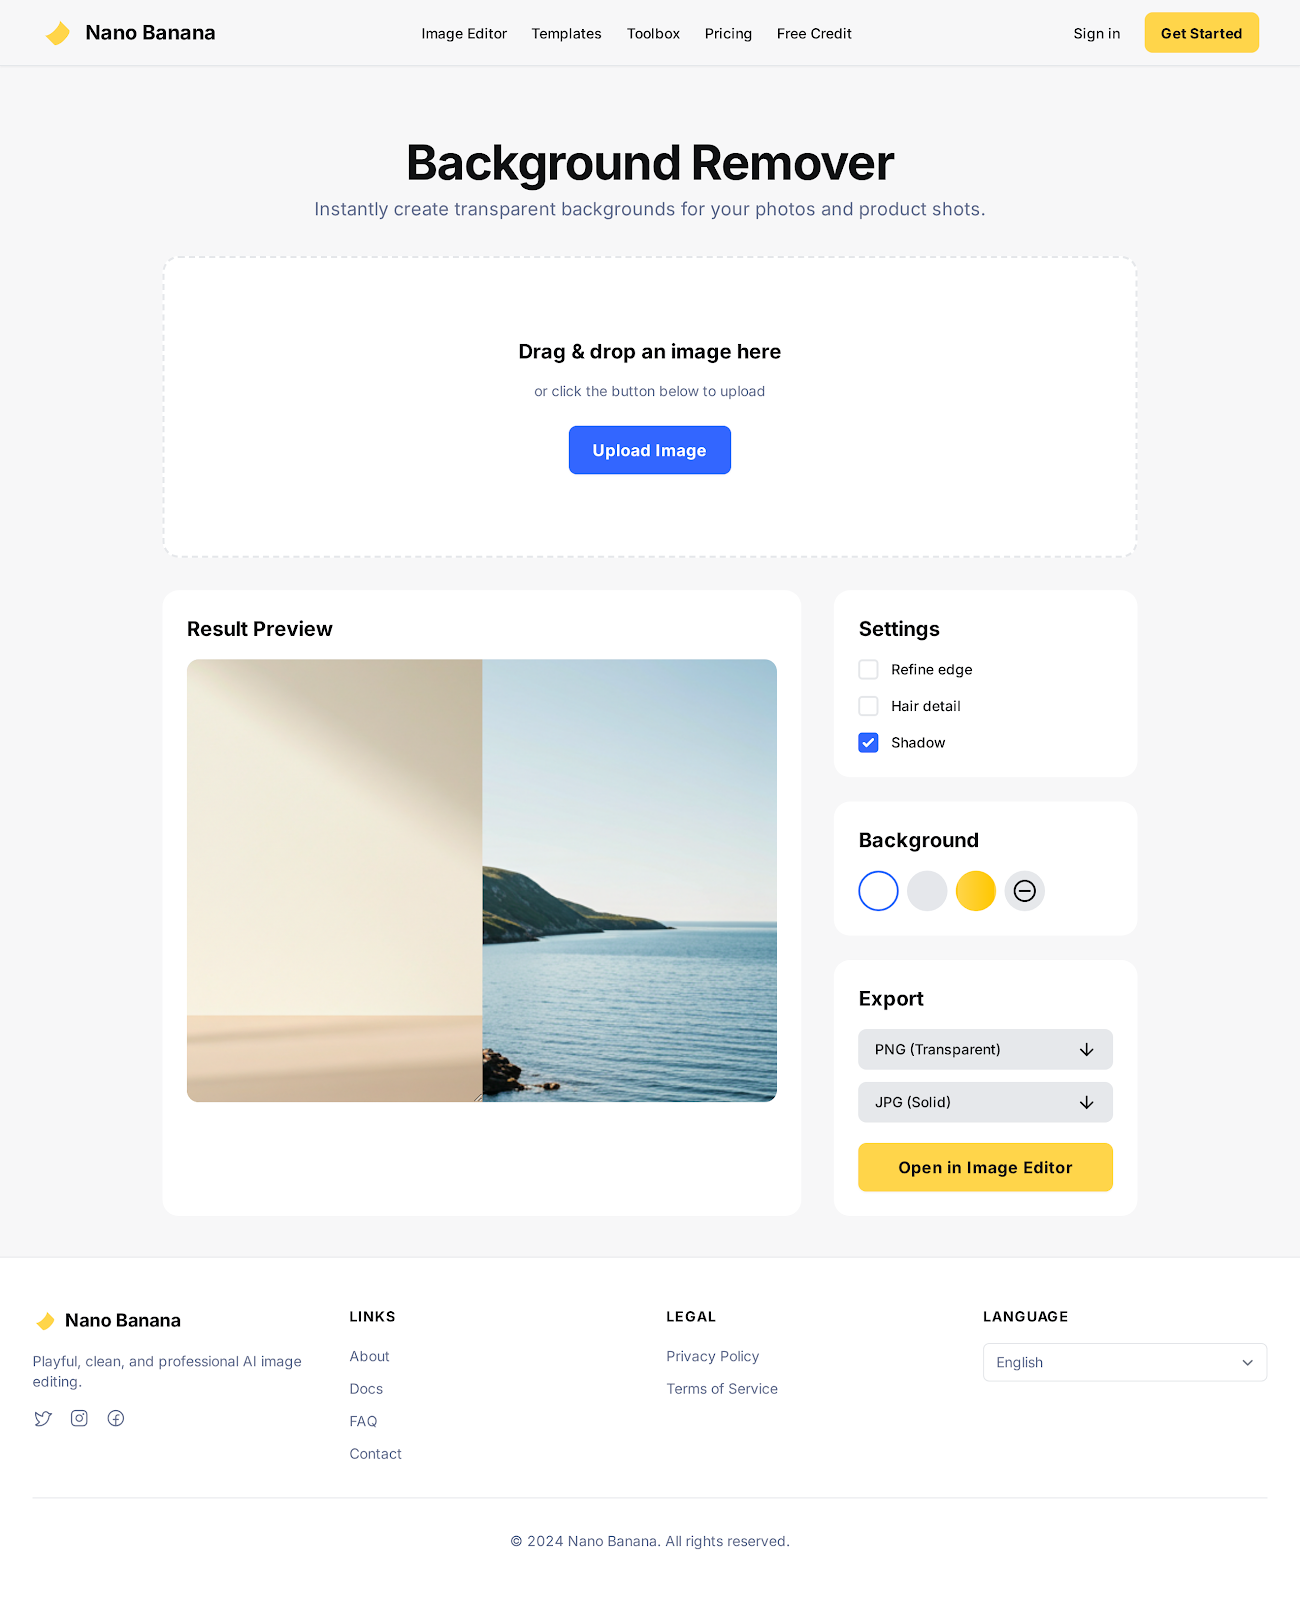 Nano Banana
Image Editor
Templates
Toolbox
Pricing
Free Credit
Sign in
Get Started
Background Remover
Instantly create transparent backgrounds for your photos and product shots.
Drag & drop an image here
or click the button below to upload
Upload Image
Result Preview
Settings
Refine edge
Hair detail
Shadow
Background
Export
PNG (Transparent)
JPG (Solid)
Open in Image Editor
Nano Banana
Playful, clean, and professional AI image
editing.
LINKS
About
Docs
FAQ
Contact
LEGAL
Privacy Policy
Terms of Service
LANGUAGE
English
© 2024 Nano Banana. All rights reserved.